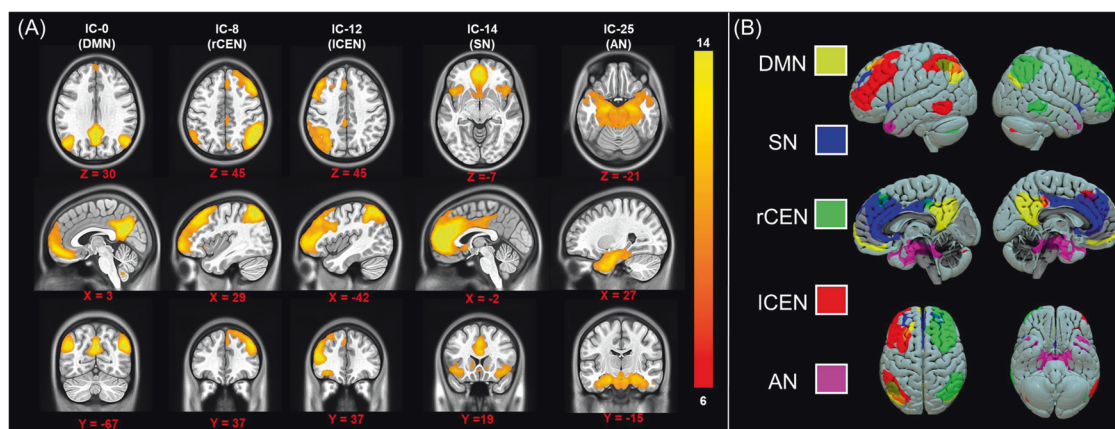 (A)
IC-0 IC-8 IC-12 IC-14 IC-25
(DMN) (rCEN) (lCEN) (SN) (AN)
14
Z = 30 Z = 45 Z = 45 Z = -7 Z = -21
X = 3 X = 29 X = -42 X = -2 X = 27
6
Y = -67 Y = 37 Y = 37 Y =19 Y = -15
(B)
DMN
SN
rCEN
lCEN
AN